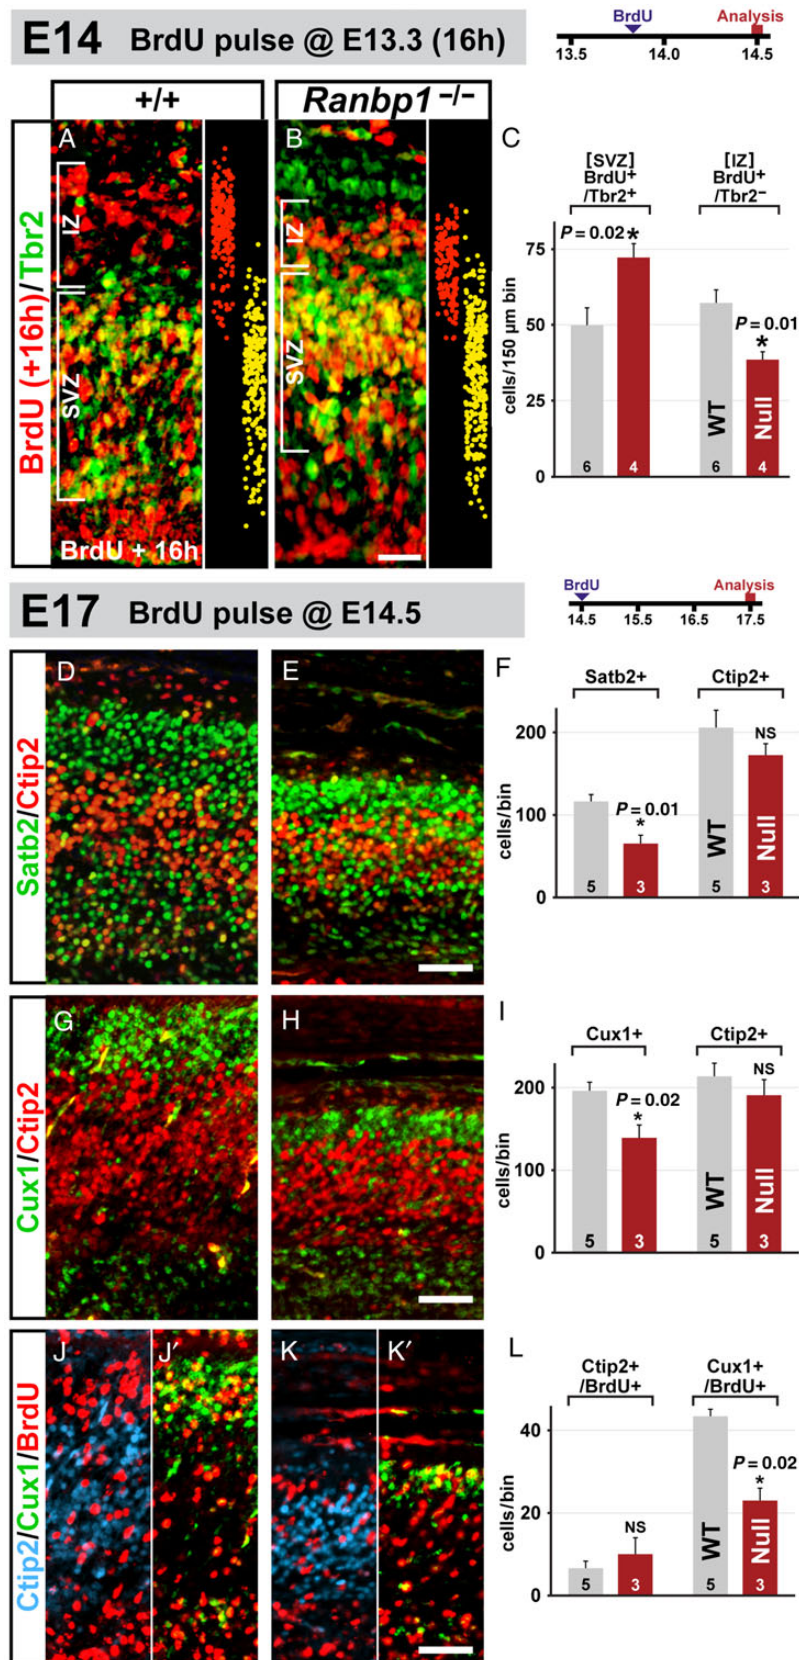 E14 BrdU pulse @ E13.3 (16h)
BrdU Analysis
13.5 14.0 14.5
+/+ Ranbp1 −/−
BrdU (+16h)/Tbr2
A
IZ
SVZ
BrdU + 16h
B
IZ
SVZ
C
[SVZ] [IZ]
BrdU+ BrdU+
/Tbr2+ /Tbr2−
P = 0.02 *
P = 0.01
*
cells/150 µm bin
75
50
25
0
WT Null
6 4 6 4
E17 BrdU pulse @ E14.5
BrdU Analysis
14.5 15.5 16.5 17.5
Satb2/Ctip2
D
E
F
Satb2+ Ctip2+
NS
P = 0.01
*
cells/bin
200
100
0
WT Null
5 3 5 3
Cux1/Ctip2
G
H
I
Cux1+ Ctip2+
NS
P = 0.02
*
cells/bin
200
100
0
WT Null
5 3 5 3
Ctip2/Cux1/BrdU
J
J′
K
K′
L
Ctip2+ Cux1+
/BrdU+ /BrdU+
P = 0.02
*
NS
cells/bin
40
20
0
WT Null
5 3 5 3